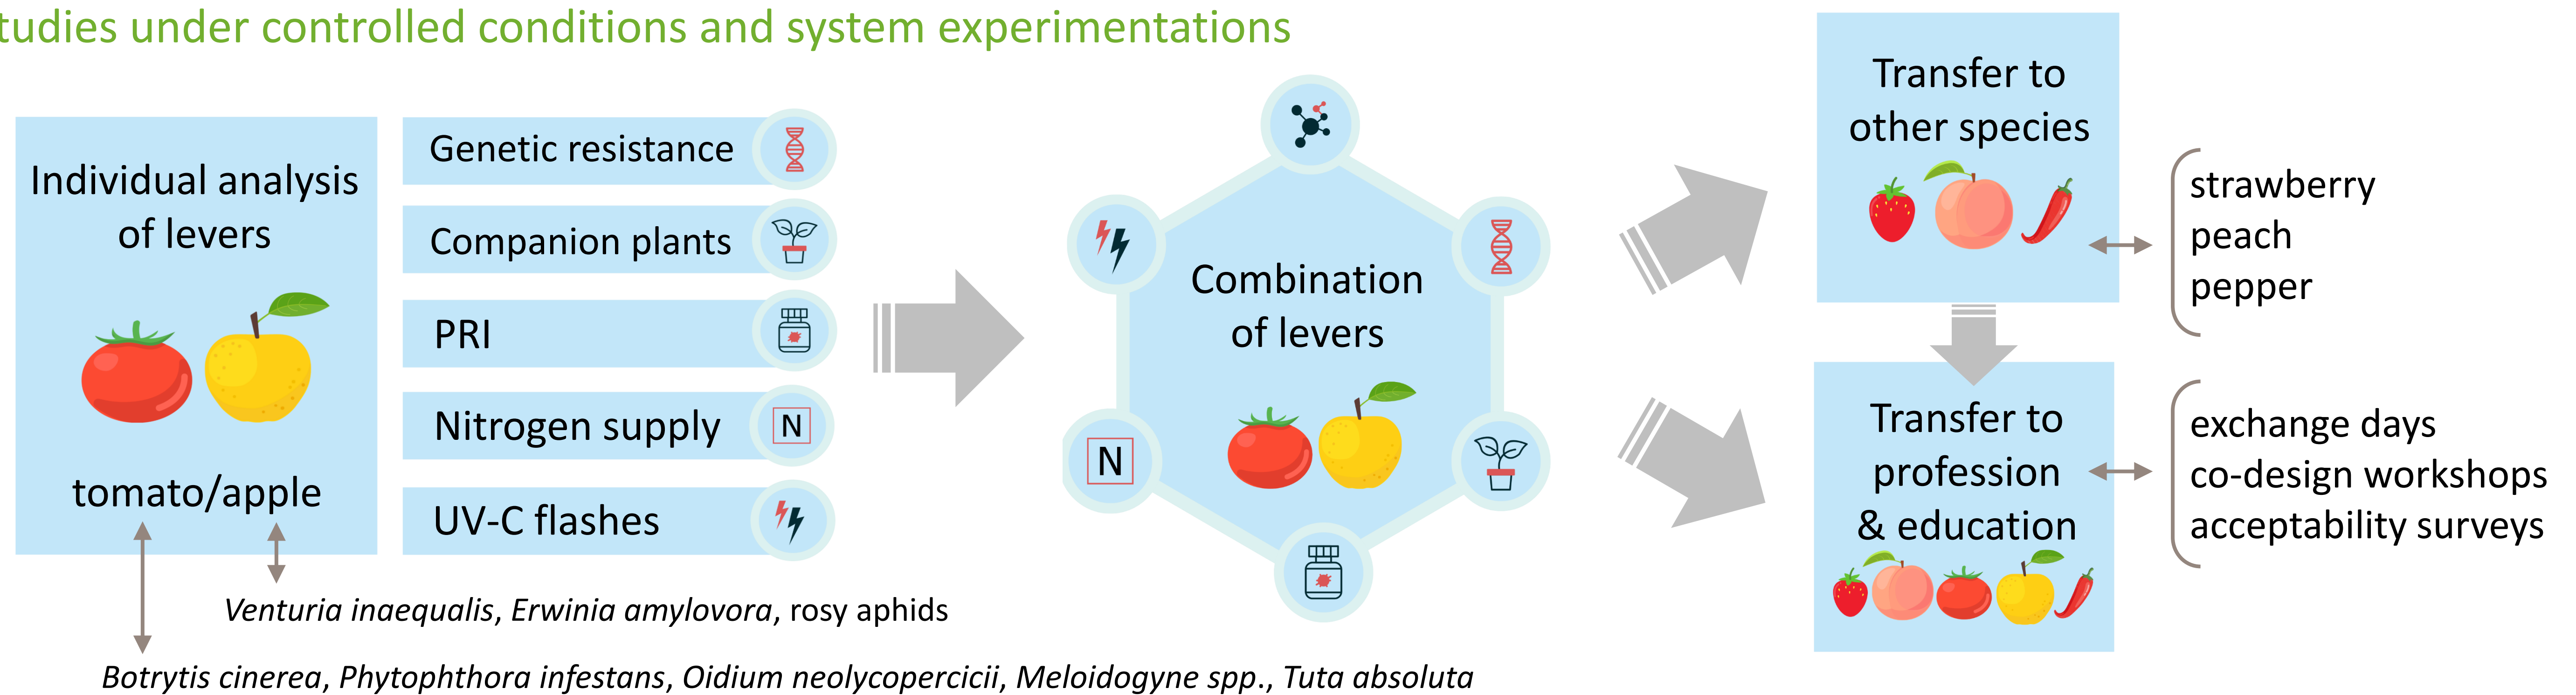 tudies under controlled conditions and system experimentations
Individual analysis
of levers
tomato/apple
Genetic resistance
Companion plants
PRI
Nitrogen supply
N
UV-C flashes
Venturia inaequalis, Erwinia amylovora, rosy aphids
Botrytis cinerea, Phytophthora infestans, Oidium neolycopercicii, Meloidogyne spp., Tuta absoluta
Combination
of levers
N
Transfer to
other species
strawberry
peach
pepper
Transfer to
profession
& education
exchange days
co-design workshops
acceptability surveys